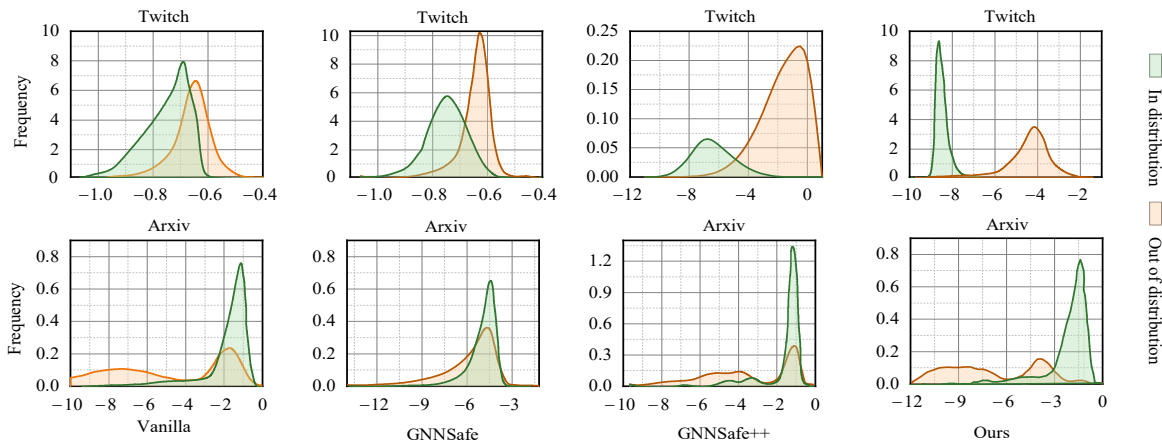 Twitch Twitch Twitch Twitch
Frequency
10 8 6 4 2 0
−1.0 −0.8 −0.6 −0.4
10 8 6 4 2 0
−1.0 −0.8 −0.6 −0.4
0.25 0.20 0.15 0.10 0.05 0.00
−12 −8 −4 0
10 8 6 4 2 0
−10 −8 −6 −4 −2
Arxiv Arxiv Arxiv Arxiv
Frequency
0.8 0.6 0.4 0.2 0.0
−10 −8 −6 −4 −2 0
0.8 0.6 0.4 0.2 0.0
−12 −9 −6 −3
1.2 0.9 0.6 0.3 0.0
−10 −8 −6 −4 −2 0
0.8 0.6 0.4 0.2 0.0
−12 −9 −6 −3 0
Vanilla GNNSafe GNNSafe++ Ours
In distribution
Out of distribution